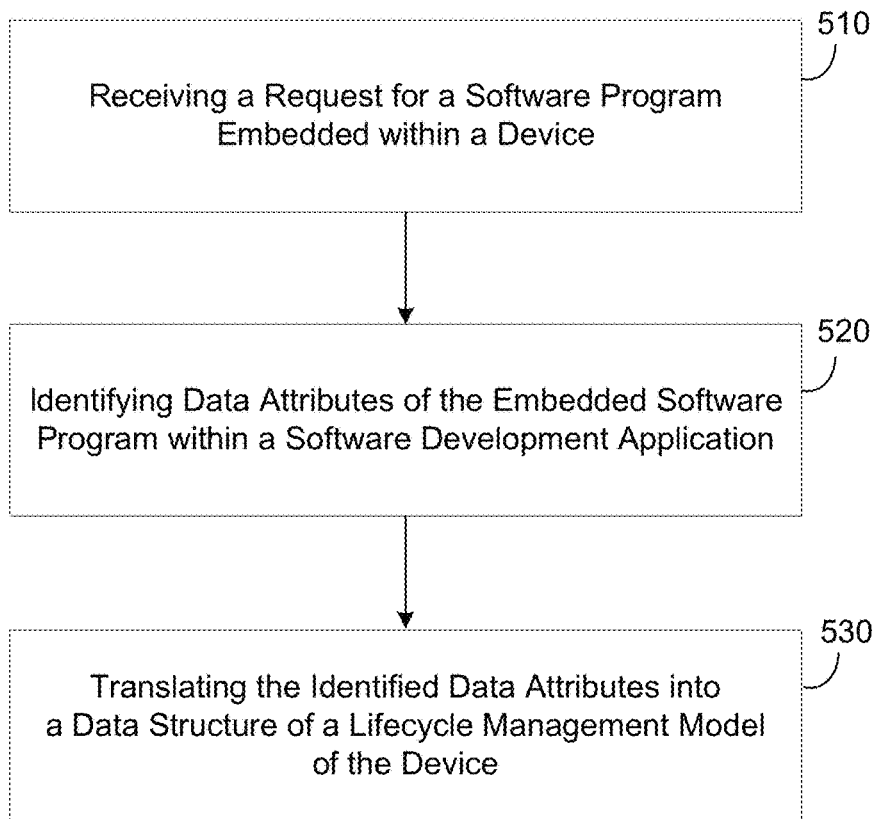 510
Receiving a Request for a Software Program
Embedded within a Device
520
Identifying Data Attributes of the Embedded Software
Program within a Software Development Application
530
Translating the Identified Data Attributes into
a Data Structure of a Lifecycle Management Model
of the Device